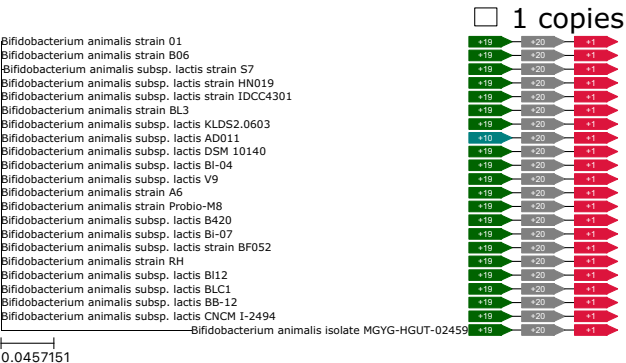 1 copies
Bifidobacterium animalis strain 01 +19 +20 +1
Bifidobacterium animalis strain B06 +19 +20 +1
Bifidobacterium animalis subsp. lactis strain S7 +19 +20 +1
Bifidobacterium animalis subsp. lactis strain HN019 +19 +20 +1
Bifidobacterium animalis subsp. lactis strain IDCC4301 +19 +20 +1
Bifidobacterium animalis strain BL3 +19 +20 +1
Bifidobacterium animalis subsp. lactis KLDS2.0603 +19 +20 +1
Bifidobacterium animalis subsp. lactis AD011 +10 +20 +1
Bifidobacterium animalis subsp. lactis DSM 10140 +19 +20 +1
Bifidobacterium animalis subsp. lactis Bl-04 +19 +20 +1
Bifidobacterium animalis subsp. lactis V9 +19 +20 +1
Bifidobacterium animalis strain A6 +19 +20 +1
Bifidobacterium animalis strain Probio-M8 +19 +20 +1
Bifidobacterium animalis subsp. lactis B420 +19 +20 +1
Bifidobacterium animalis subsp. lactis Bi-07 +19 +20 +1
Bifidobacterium animalis subsp. lactis strain BF052 +19 +20 +1
Bifidobacterium animalis strain RH +19 +20 +1
Bifidobacterium animalis subsp. lactis Bl12 +19 +20 +1
Bifidobacterium animalis subsp. lactis BLC1 +19 +20 +1
Bifidobacterium animalis subsp. lactis BB-12 +19 +20 +1
Bifidobacterium animalis subsp. lactis CNCM I-2494 +19 +20 +1
Bifidobacterium animalis isolate MGYG-HGUT-02459 +19 +20 +1
0.0457151